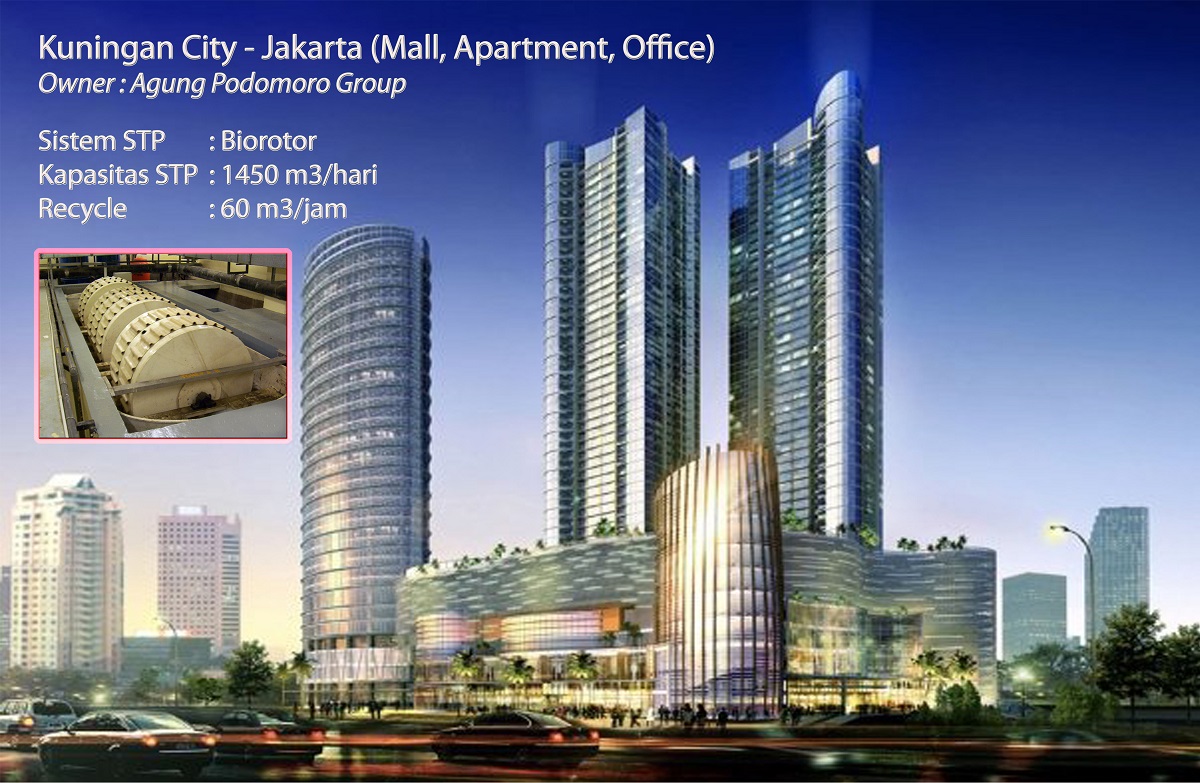 Kuningan City - Jakarta (Mall, Apartment, Office)
Owner : Agung Podomoro Group
Sistem STP : Biorotor
Kapasitas STP : 1450 m3/hari
Recycle : 60 m3/jam